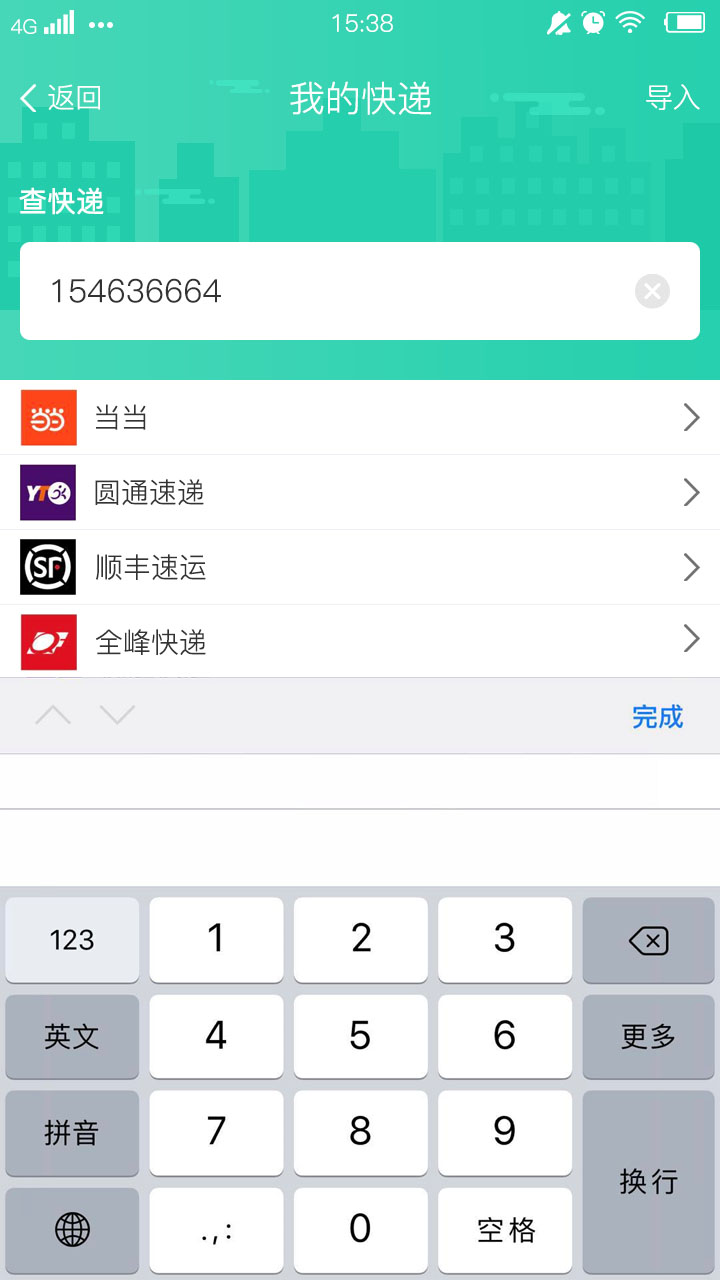 4G 15:38
返回 我的快递 导入
查快递
154636664
当当
YTO 圆通速递
SF 顺丰速运
全峰快递
完成
123 1 2 3
英文 4 5 6 更多
拼音 7 8 9
换行
.,: 0 空格